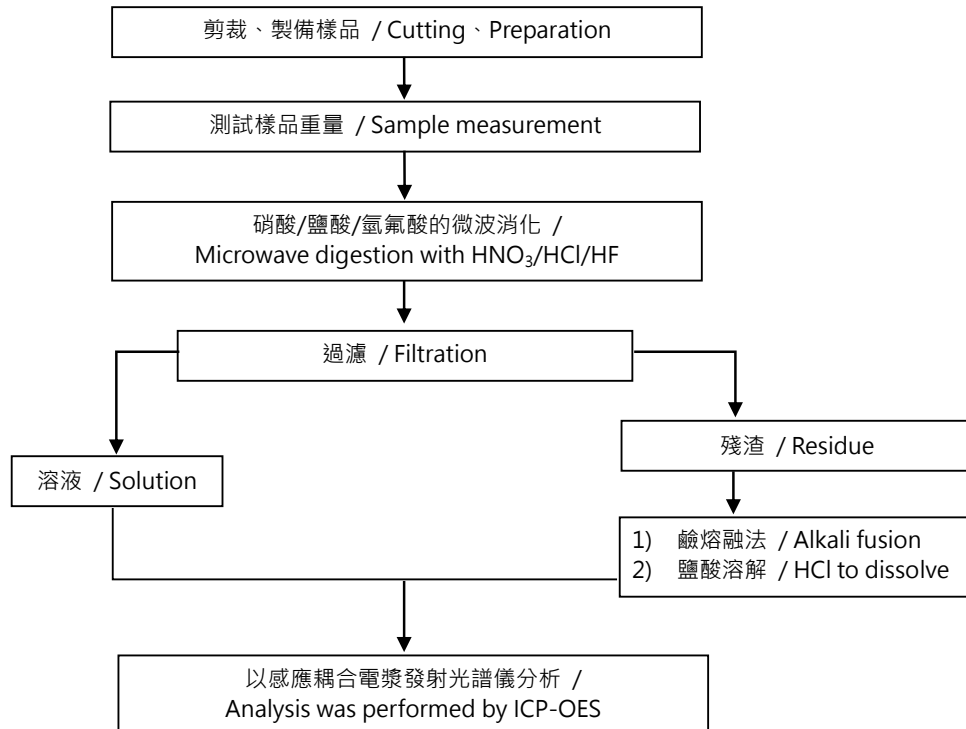 剪裁、製備樣品 / Cutting、Preparation
測試樣品重量 / Sample measurement
硝酸/鹽酸/氫氟酸的微波消化 /
Microwave digestion with HNO₃/HCl/HF
過濾 / Filtration
溶液 / Solution
殘渣 / Residue
1) 鹼熔融法 / Alkali fusion
2) 鹽酸溶解 / HCl to dissolve
以感應耦合電漿發射光譜儀分析 /
Analysis was performed by ICP-OES